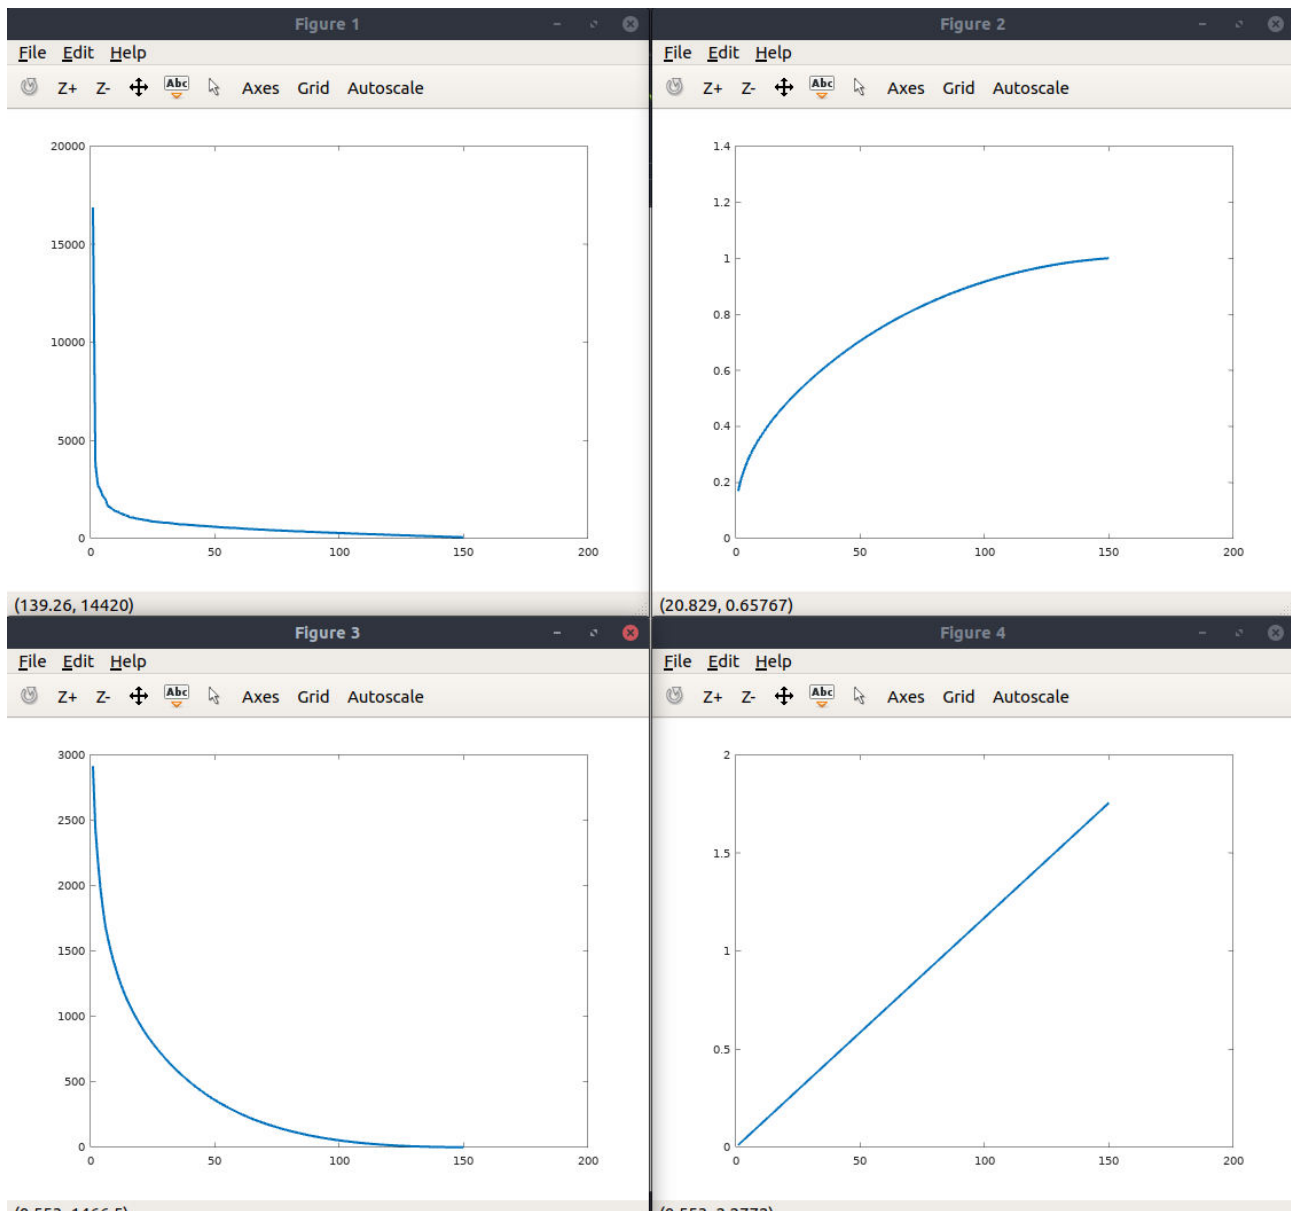 Figure 1
File Edit Help
Z+ Z- Abc Axes Grid Autoscale
20000
15000
10000
5000
0
0 50 100 150 200
(139.26, 14420)
Figure 2
File Edit Help
Z+ Z- Abc Axes Grid Autoscale
1.4
1.2
1
0.8
0.6
0.4
0.2
0
0 50 100 150 200
(20.829, 0.65767)
Figure 3
File Edit Help
Z+ Z- Abc Axes Grid Autoscale
3000
2500
2000
1500
1000
500
0
0 50 100 150 200
Figure 4
File Edit Help
Z+ Z- Abc Axes Grid Autoscale
2
1.5
1
0.5
0
0 50 100 150 200